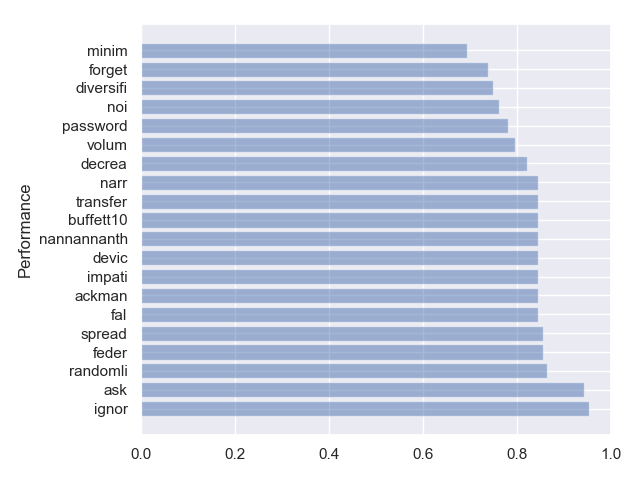 minim
forget
diversifi
noi
password
volum
decrea
narr
transfer
buffett10
nannannanth
devic
impati
ackman
fal
spread
feder
randomli
ask
ignor
Performance
0.0 0.2 0.4 0.6 0.8 1.0